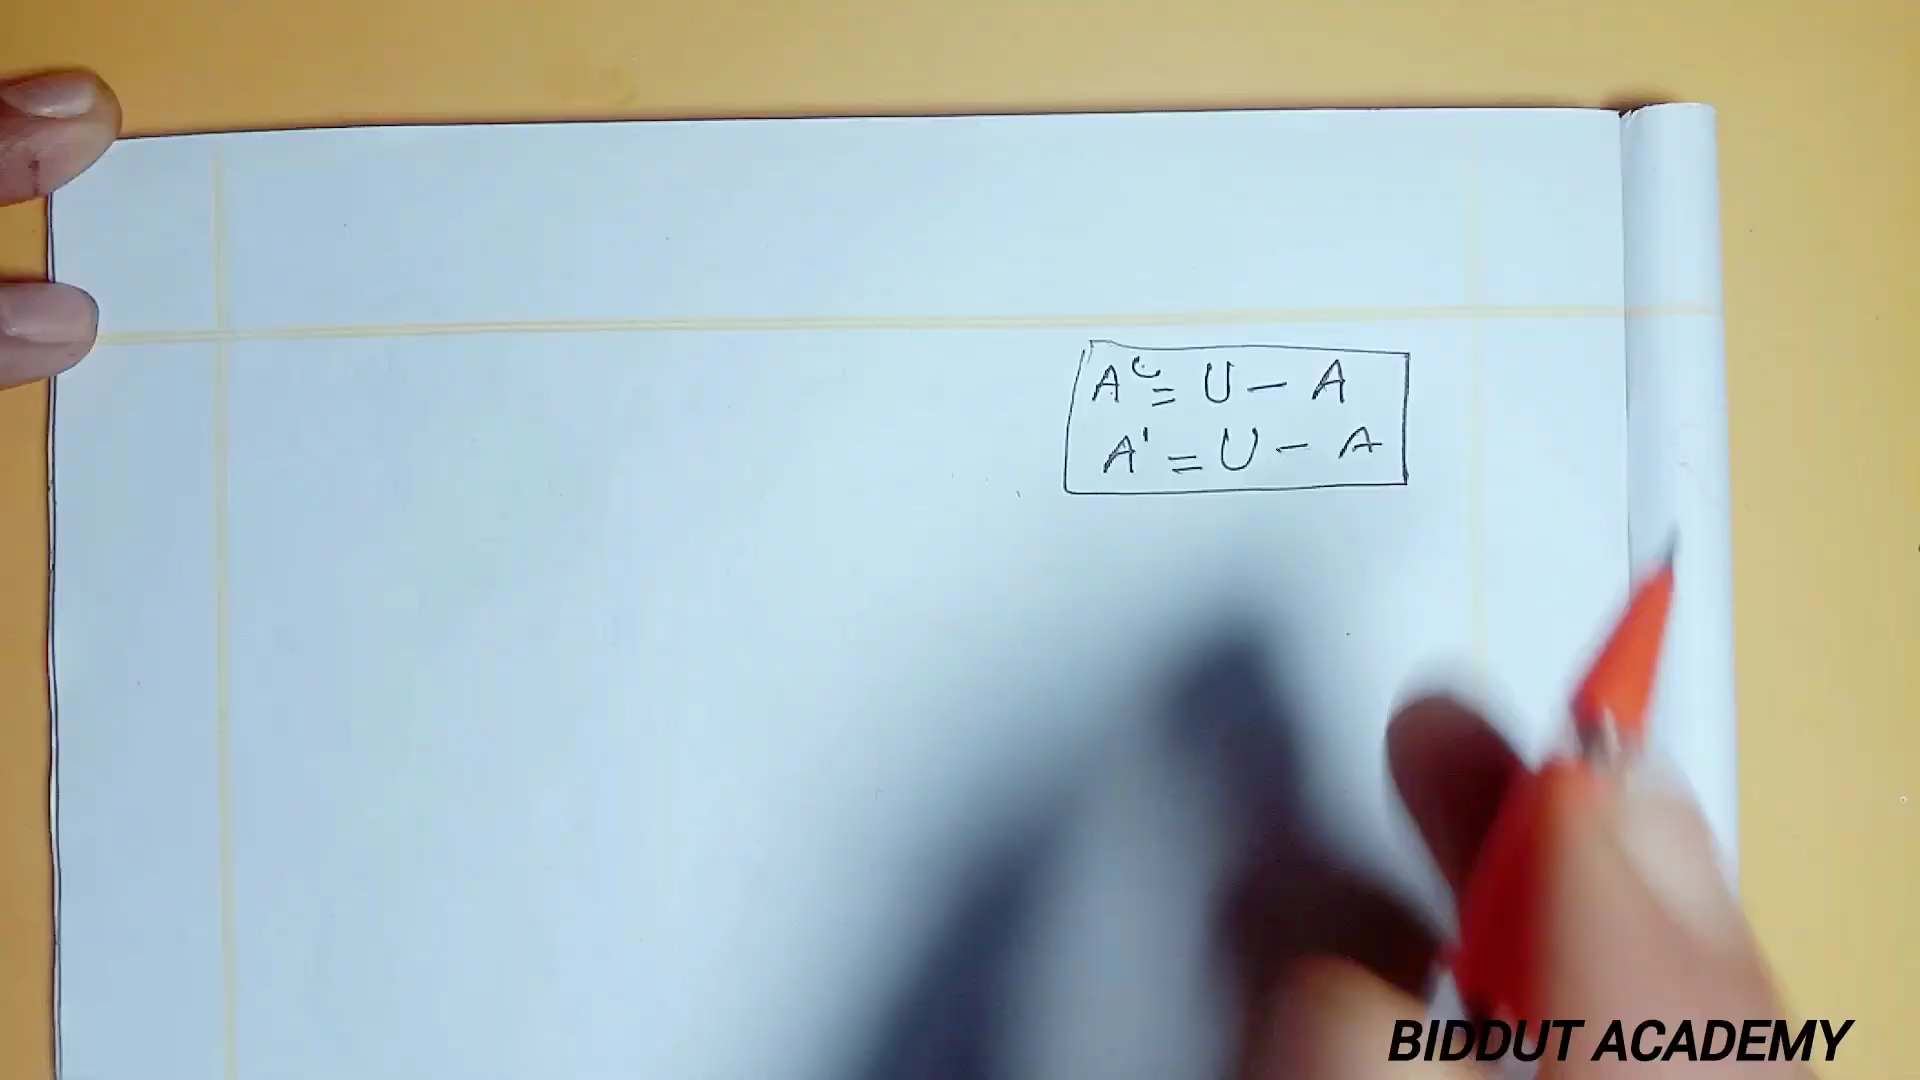 Aᶜ = U − A
A' = U − A
BIDDUT ACADEMY